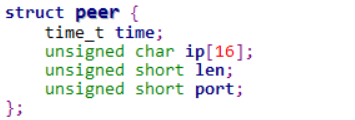 struct peer {
    time_t time;
    unsigned char ip[16];
    unsigned short len;
    unsigned short port;
};